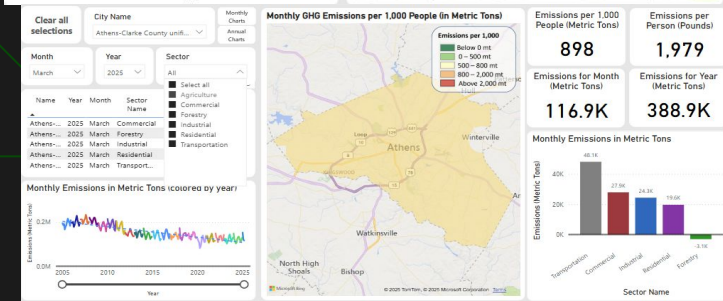 Clear all
selections
City Name
Athens-Clarke County unifi...
Monthly
Charts
Annual
Charts
Month
March
Year
2025
Sector
All
Select all
Agriculture
Commercial
Forestry
Industrial
Residential
Transportation
Name Year Month Sector
Name
Athens-... 2025 March Commercial
Athens-... 2025 March Forestry
Athens-... 2025 March Industrial
Athens-... 2025 March Residential
Athens-... 2025 March Transport...
Monthly Emissions in Metric Tons (colored by year)
Emissions (Metric Tons)
0.2M
0.0M
2005 2010 2015 2020 2025
Year
Monthly GHG Emissions per 1,000 People (in Metric Tons)
Emissions per 1,000
Below 0 mt
0 – 500 mt
500 – 800 mt
800 – 2,000 mt
Above 2,000 mt
Loop
Athens
Winterville
Watkinsville
North High
Shoals
Bishop
Microsoft Bing
© 2025 TomTom, © 2025 Microsoft Corporation Terms
Emissions per 1,000
People (Metric Tons)
898
Emissions per
Person (Pounds)
1,979
Emissions for Month
(Metric Tons)
116.9K
Emissions for Year
(Metric Tons)
388.9K
Monthly Emissions in Metric Tons
Emissions (Metric Tons)
40K
20K
0K
48.1K
27.9K
24.3K
19.6K
-3.1K
Transportation
Commercial
Industrial
Residential
Forestry
Sector Name